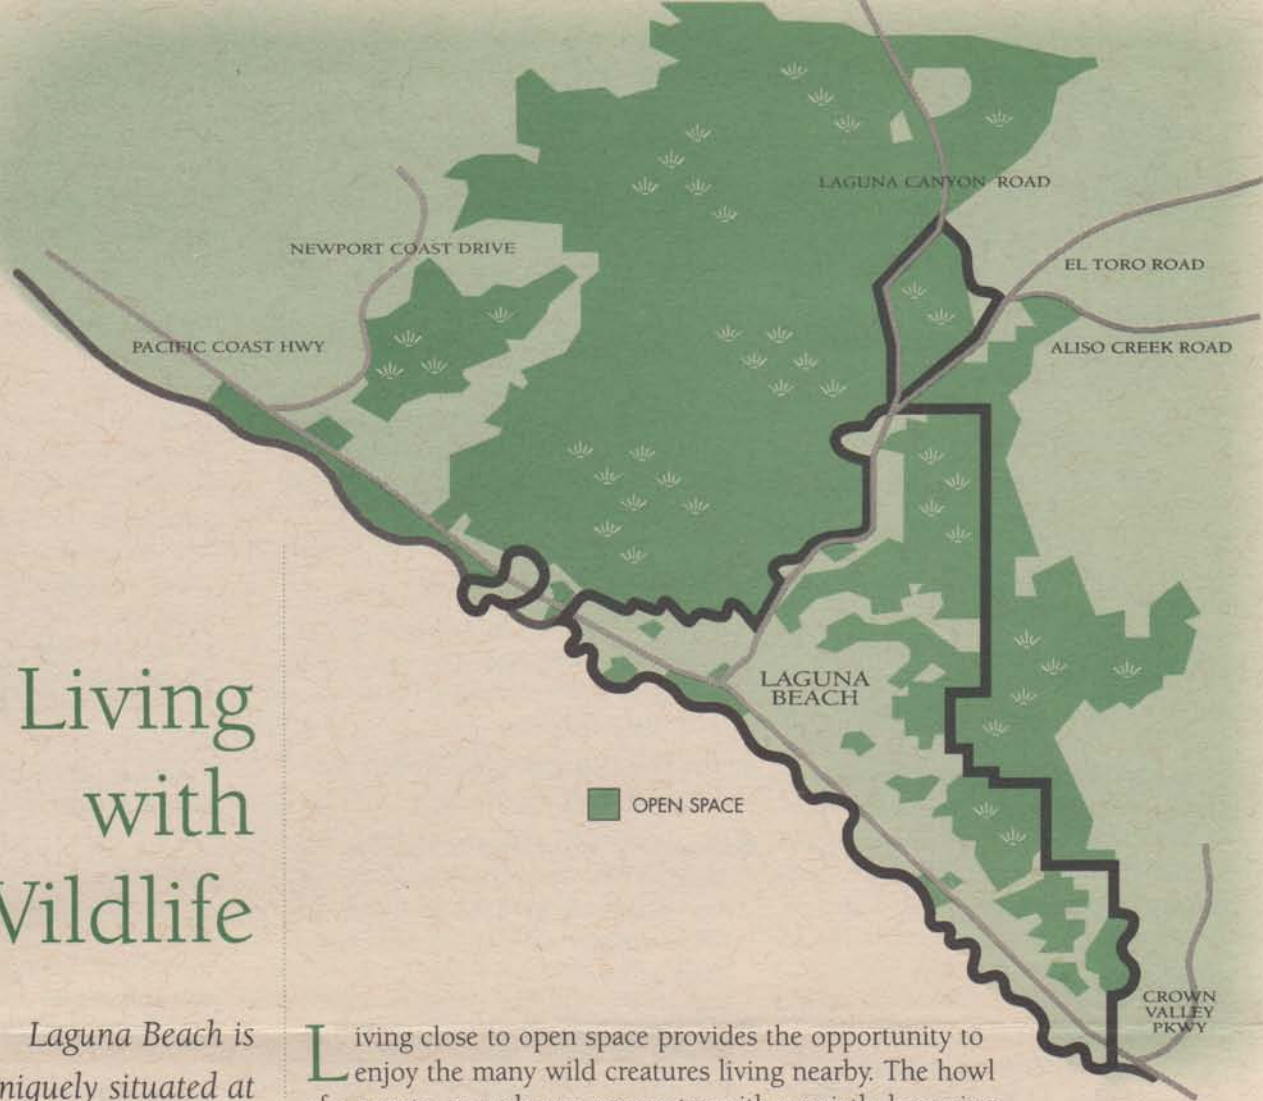 LAGUNA CANYON ROAD
NEWPORT COAST DRIVE
EL TORO ROAD
PACIFIC COAST HWY
ALISO CREEK ROAD
LAGUNA
BEACH
OPEN SPACE
CROWN
VALLEY
PKWY
Living
with
Wildlife
Laguna Beach is
niquely situated at
Living close to open space provides the opportunity to
enjoy the many wild creatures living nearby. The howl